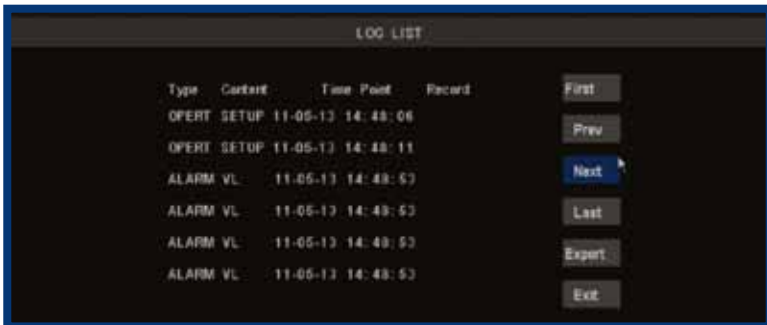 LOG LIST
Type Content Time Point Record
OPERT SETUP 11-05-13 14:48:06
OPERT SETUP 11-05-13 14:48:11
ALARM VL 11-05-13 14:48:53
ALARM VL 11-05-13 14:48:53
ALARM VL 11-05-13 14:48:53
ALARM VL 11-05-13 14:48:53
First
Prev
Next
Last
Export
Exit